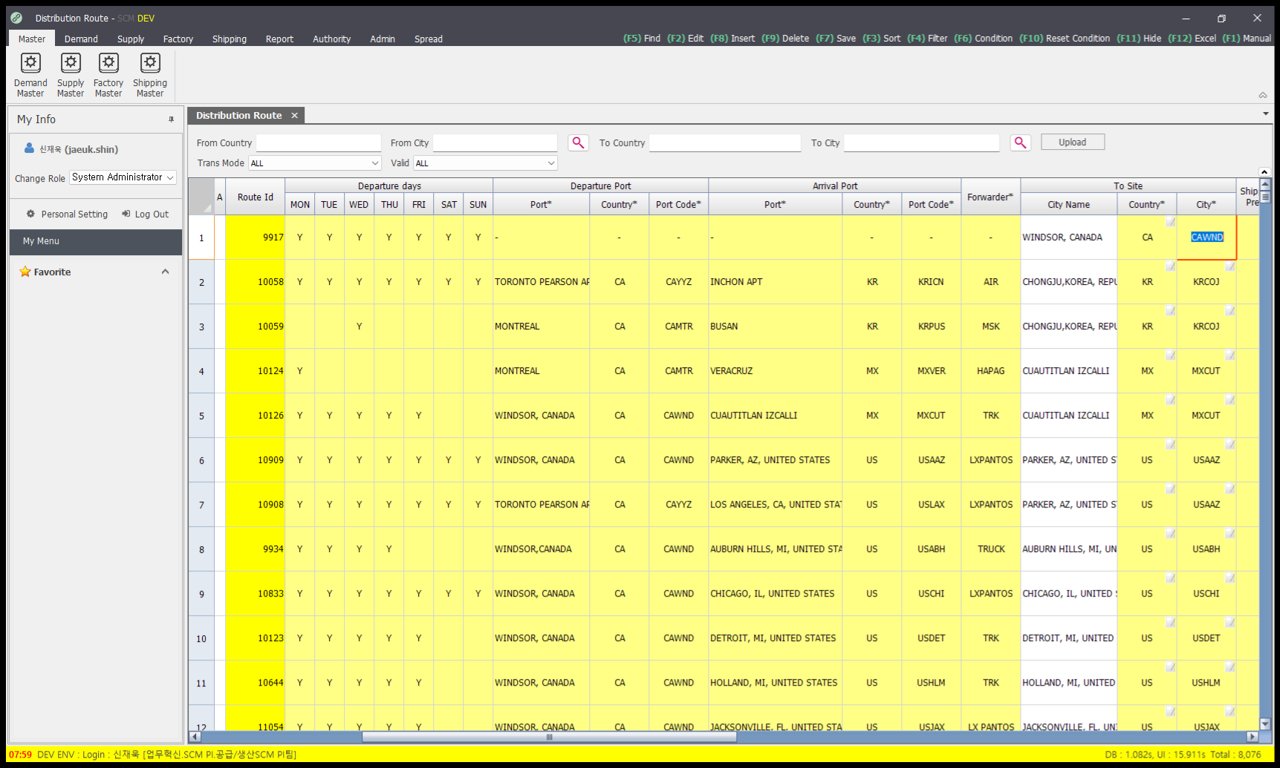 Distribution Route - SCM DEV
Master Demand Supply Factory Shipping Report Authority Admin Spread (F5) Find (F2) Edit (F8) Insert (F9) Delete (F7) Save (F3) Sort (F4) Filter (F6) Condition (F10) Reset Condition (F11) Hide (F12) Excel (F1) Manual
Demand Master Supply Master Factory Master Shipping Master
My Info
신재욱 (jaeuk.shin)
Change Role System Administrator
Personal Setting Log Out
My Menu
Favorite
Distribution Route
From Country From City To Country To City Upload
Trans Mode ALL Valid ALL
A Route Id Departure days Departure Port Arrival Port Forwarder* To Site Ship Pre
MON TUE WED THU FRI SAT SUN Port* Country* Port Code* Port* Country* Port Code* City Name Country* City*
1 9917 Y Y Y Y Y Y Y - - - - - - - WINDSOR, CANADA CA CAWND
2 10058 Y Y Y Y Y Y Y TORONTO PEARSON AP CA CAYYZ INCHON APT KR KRICN AIR CHONGJU,KOREA, REPU KR KRCOJ
3 10059 Y MONTREAL CA CAMTR BUSAN KR KRPUS MSK CHONGJU,KOREA, REPU KR KRCOJ
4 10124 Y MONTREAL CA CAMTR VERACRUZ MX MXVER HAPAG CUAUTITLAN IZCALLI MX MXCUT
5 10126 Y Y Y Y Y WINDSOR, CANADA CA CAWND CUAUTITLAN IZCALLI MX MXCUT TRK CUAUTITLAN IZCALLI MX MXCUT
6 10909 Y Y Y Y Y Y Y WINDSOR, CANADA CA CAWND PARKER, AZ, UNITED STATES US USAAZ LXPANTOS PARKER, AZ, UNITED S US USAAZ
7 10908 Y Y Y Y Y Y Y TORONTO PEARSON AP CA CAYYZ LOS ANGELES, CA, UNITED STA US USLAX LXPANTOS PARKER, AZ, UNITED S US USAAZ
8 9934 Y Y Y Y WINDSOR,CANADA CA CAWND AUBURN HILLS, MI, UNITED STA US USABH TRUCK AUBURN HILLS, MI, UN US USABH
9 10833 Y Y Y Y Y Y Y WINDSOR, CANADA CA CAWND CHICAGO, IL, UNITED STATES US USCHI LXPANTOS CHICAGO, IL, UNITED S US USCHI
10 10123 Y Y Y Y Y WINDSOR, CANADA CA CAWND DETROIT, MI, UNITED STATES US USDET TRK DETROIT, MI, UNITED US USDET
11 10644 Y Y Y Y Y WINDSOR, CANADA CA CAWND HOLLAND, MI, UNITED STATES US USHLM TRK HOLLAND, MI, UNITED US USHLM
12 11054 Y Y Y Y Y WINDSOR, CANADA CA CAWND JACKSONVILLE, FL, UNITED STA US USJAX LX PANTOS JACKSONVILLE, FL, UN US USJAX
07:59 DEV ENV : Login : 신재욱 [업무혁신.SCM PI.공급/생산SCM PI팀] DB : 1.082s, UI : 15.911s Total : 8,076